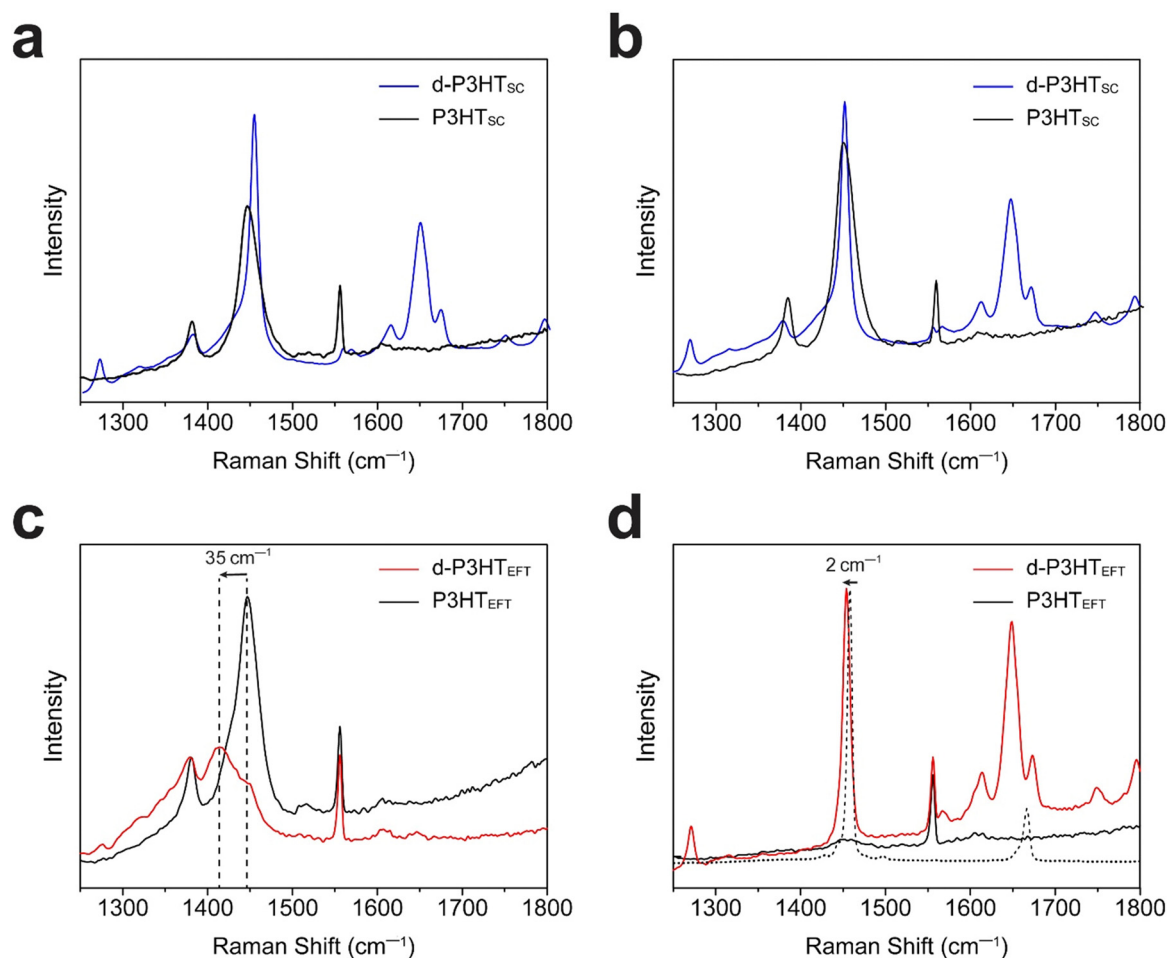 a
d-P3HTSC
P3HTSC
Intensity
1300 1400 1500 1600 1700 1800
Raman Shift (cm—1)
b
d-P3HTSC
P3HTSC
Intensity
1300 1400 1500 1600 1700 1800
Raman Shift (cm—1)
c
35 cm—1
d-P3HTEFT
P3HTEFT
Intensity
1300 1400 1500 1600 1700 1800
Raman Shift (cm—1)
d
2 cm—1
d-P3HTEFT
P3HTEFT
Intensity
1300 1400 1500 1600 1700 1800
Raman Shift (cm—1)